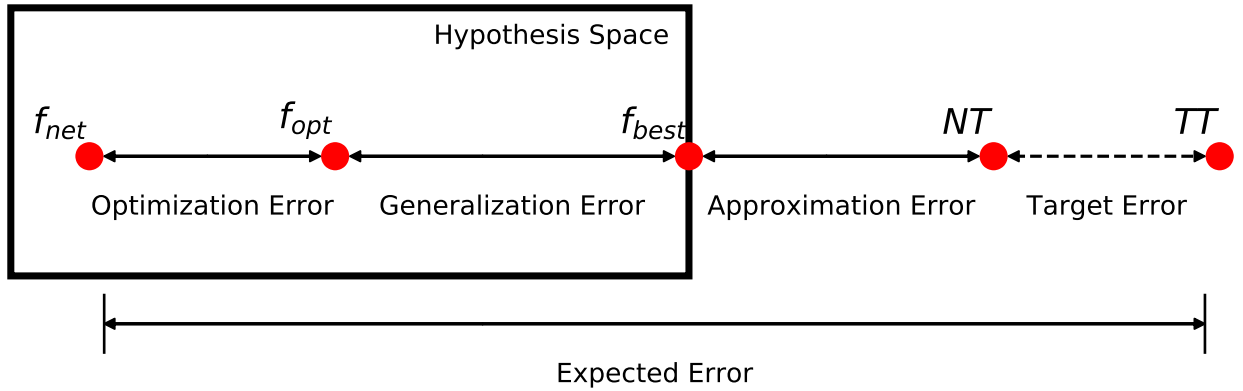 Hypothesis Space
f_net f_opt f_best NT TT
Optimization Error Generalization Error Approximation Error Target Error
Expected Error